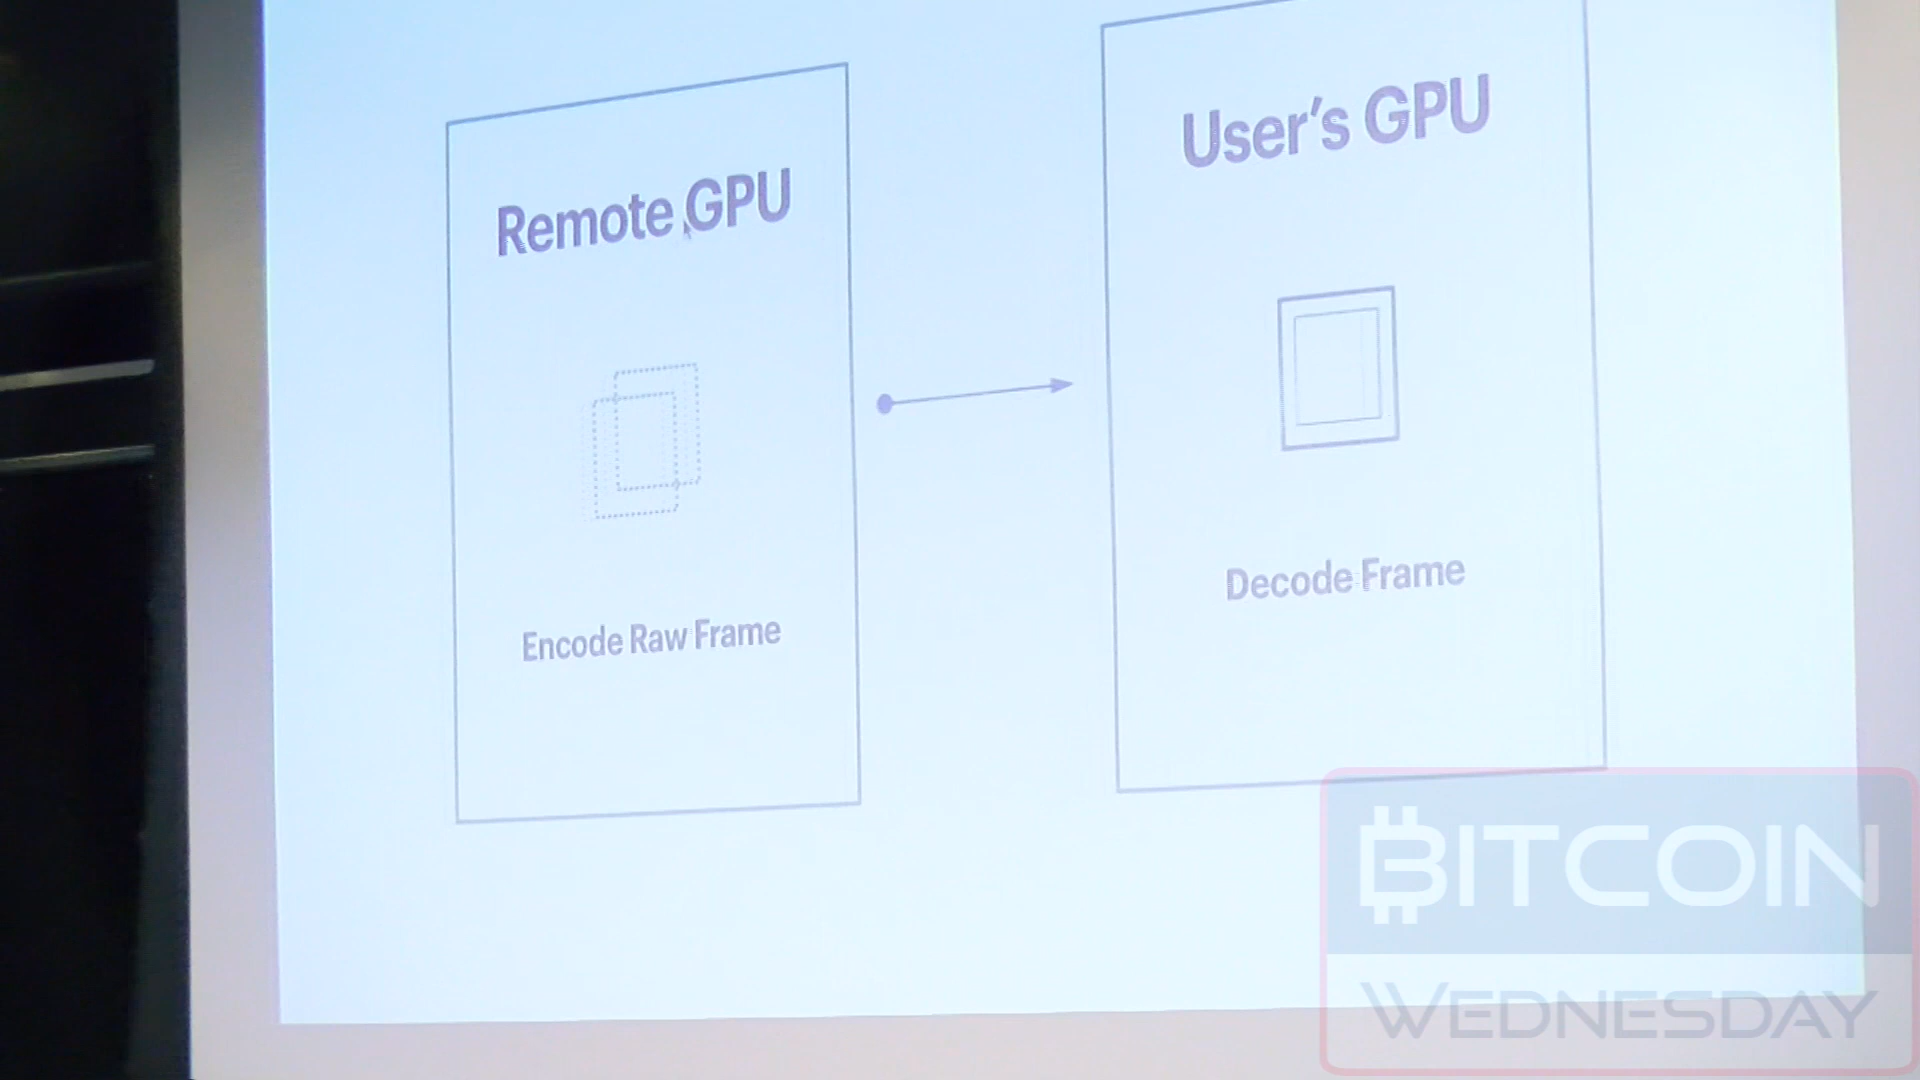 Remote GPU
Encode Raw Frame
User's GPU
Decode Frame
BITCOIN
WEDNESDAY